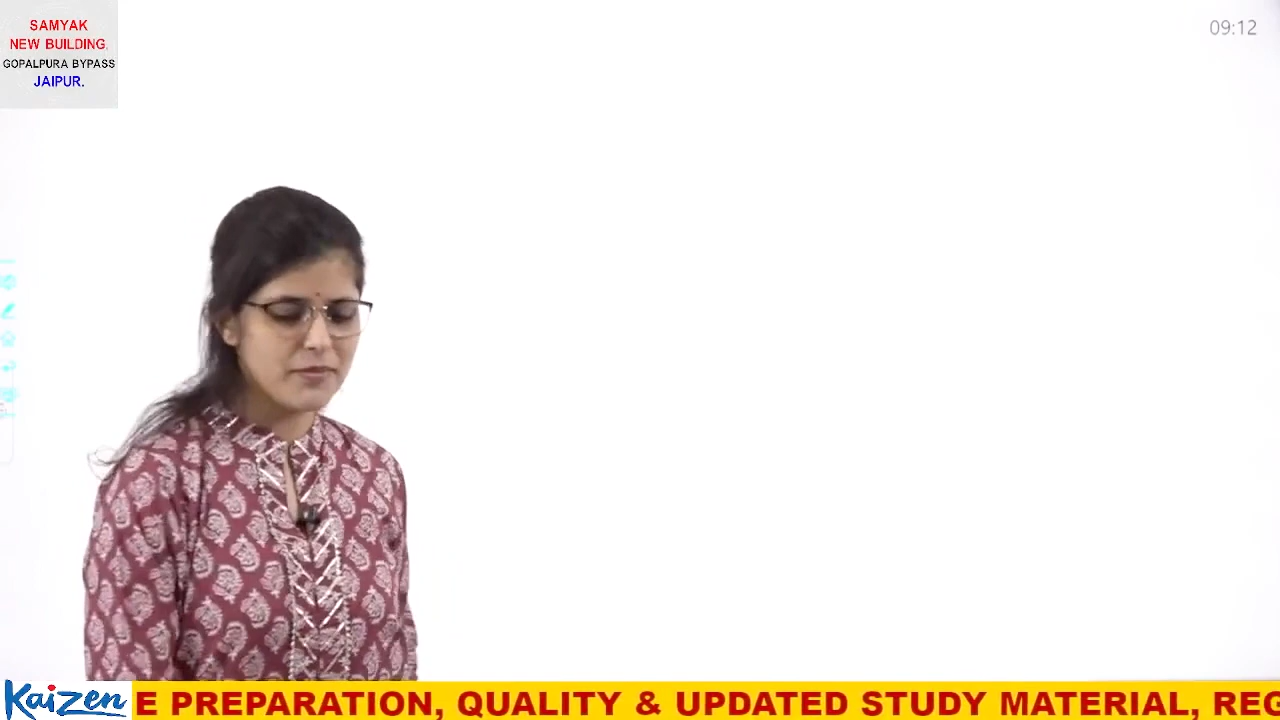 SAMYAK
NEW BUILDING,
GOPALPURA BYPASS
JAIPUR.
09:12
Kaizen
E PREPARATION, QUALITY & UPDATED STUDY MATERIAL, REG